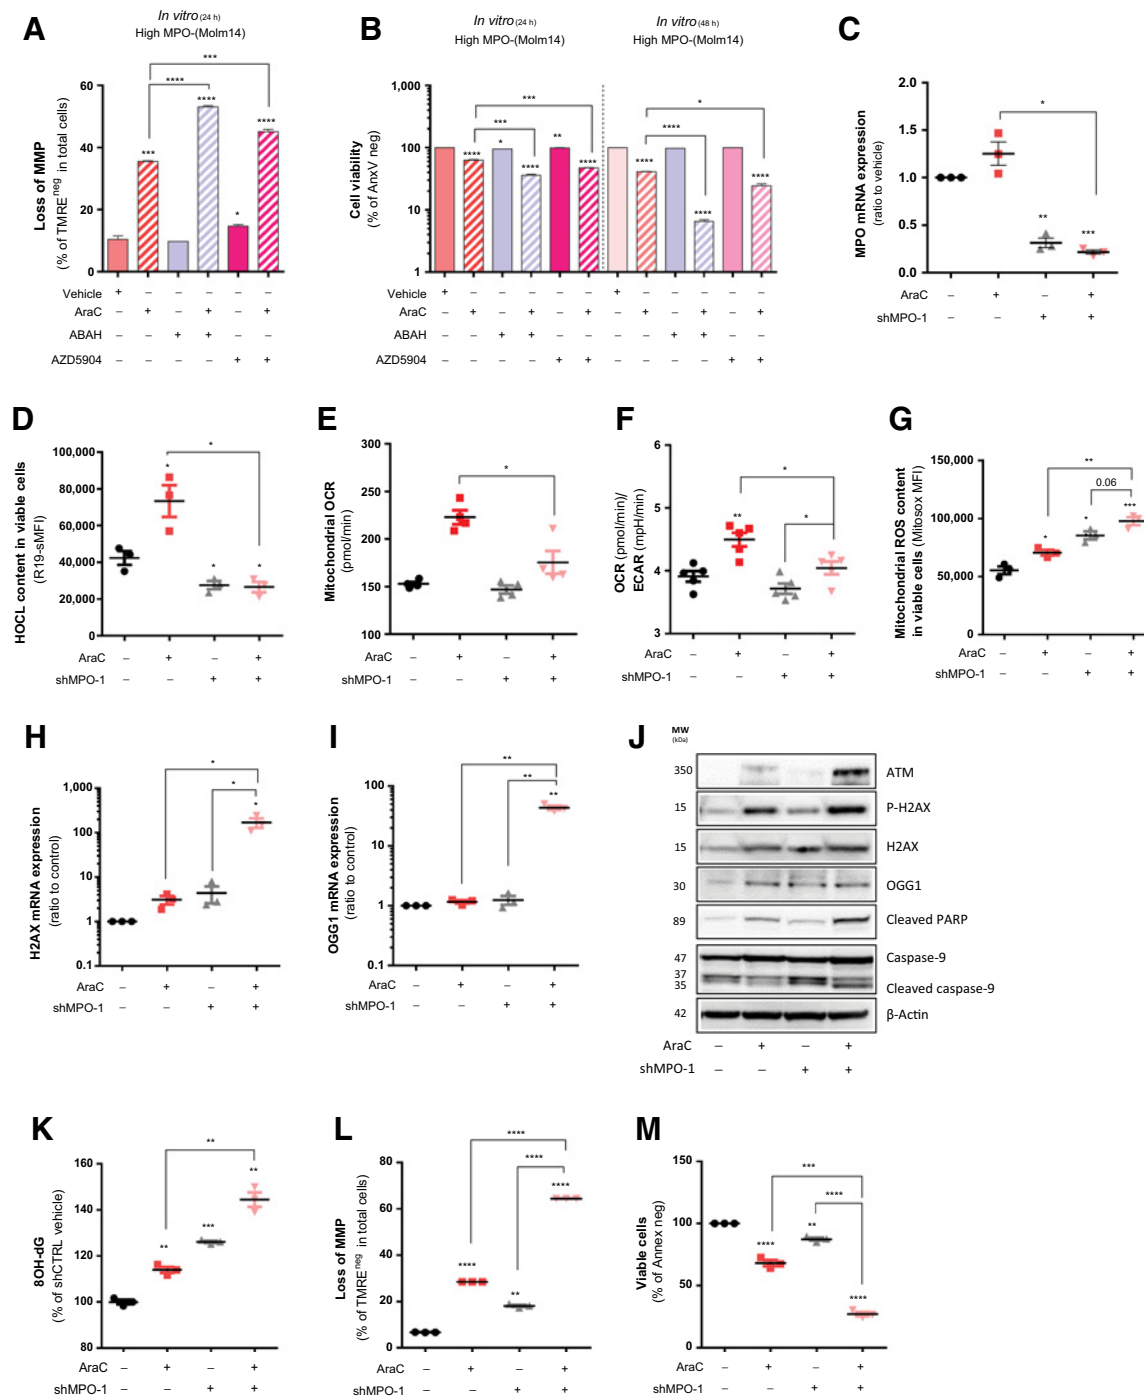 A
In vitro (24 h)
High MPO-(Molm14)
Loss of MMP
(% of TMRE^neg in total cells)
60
40
20
0
***
****
***
****
*
****
Vehicle + – – – – –
AraC – + – + – +
ABAH – – + + – –
AZD5904 – – – – + +
B
In vitro (24 h)
High MPO-(Molm14)
In vitro (48 h)
High MPO-(Molm14)
Cell viability
(% of AnxV neg)
1,000
100
10
1
***
***
****
*
****
**
****
*
****
****
****
****
Vehicle + – – – – – + – – – – –
AraC – + – + – + – + – + – +
ABAH – – + + – – – – + + – –
AZD5904 – – – – + + – – – – + +
C
MPO mRNA expression
(ratio to vehicle)
2.0
1.5
1.0
0.5
0.0
*
**
***
AraC – + – +
shMPO-1 – – + +
D
HOCL content in viable cells
(R19-sMFI)
100,000
80,000
60,000
40,000
20,000
0
*
*
*
*
AraC – + – +
shMPO-1 – – + +
E
Mitochondrial OCR
(pmol/min)
300
250
200
150
100
*
AraC – + – +
shMPO-1 – – + +
F
OCR (pmol/min)/
ECAR (mpH/min)
6
5
4
3
*
**
*
AraC – + – +
shMPO-1 – – + +
G
Mitochondrial ROS content
in viable cells (Mitosox MFI)
150,000
100,000
50,000
0
**
0.06
*
*
***
AraC – + – +
shMPO-1 – – + +
H
H2AX mRNA expression
(ratio to control)
1,000
100
10
1
0.1
*
*
*
AraC – + – +
shMPO-1 – – + +
I
OGG1 mRNA expression
(ratio to control)
100
10
1
0.1
**
**
**
AraC – + – +
shMPO-1 – – + +
J
MW
(kDa)
350 ATM
15 P-H2AX
15 H2AX
30 OGG1
89 Cleaved PARP
47 Caspase-9
37
35 Cleaved caspase-9
42 β-Actin
AraC – + – +
shMPO-1 – – + +
K
8OH-dG
(% of shCTRL vehicle)
160
140
120
100
80
**
**
***
**
AraC – + – +
shMPO-1 – – + +
L
Loss of MMP
(% of TMRE^neg in total cells)
80
60
40
20
0
****
****
****
**
****
AraC – + – +
shMPO-1 – – + +
M
Viable cells
(% of Annex neg)
150
100
50
0
***
****
****
**
****
AraC – + – +
shMPO-1 – – + +